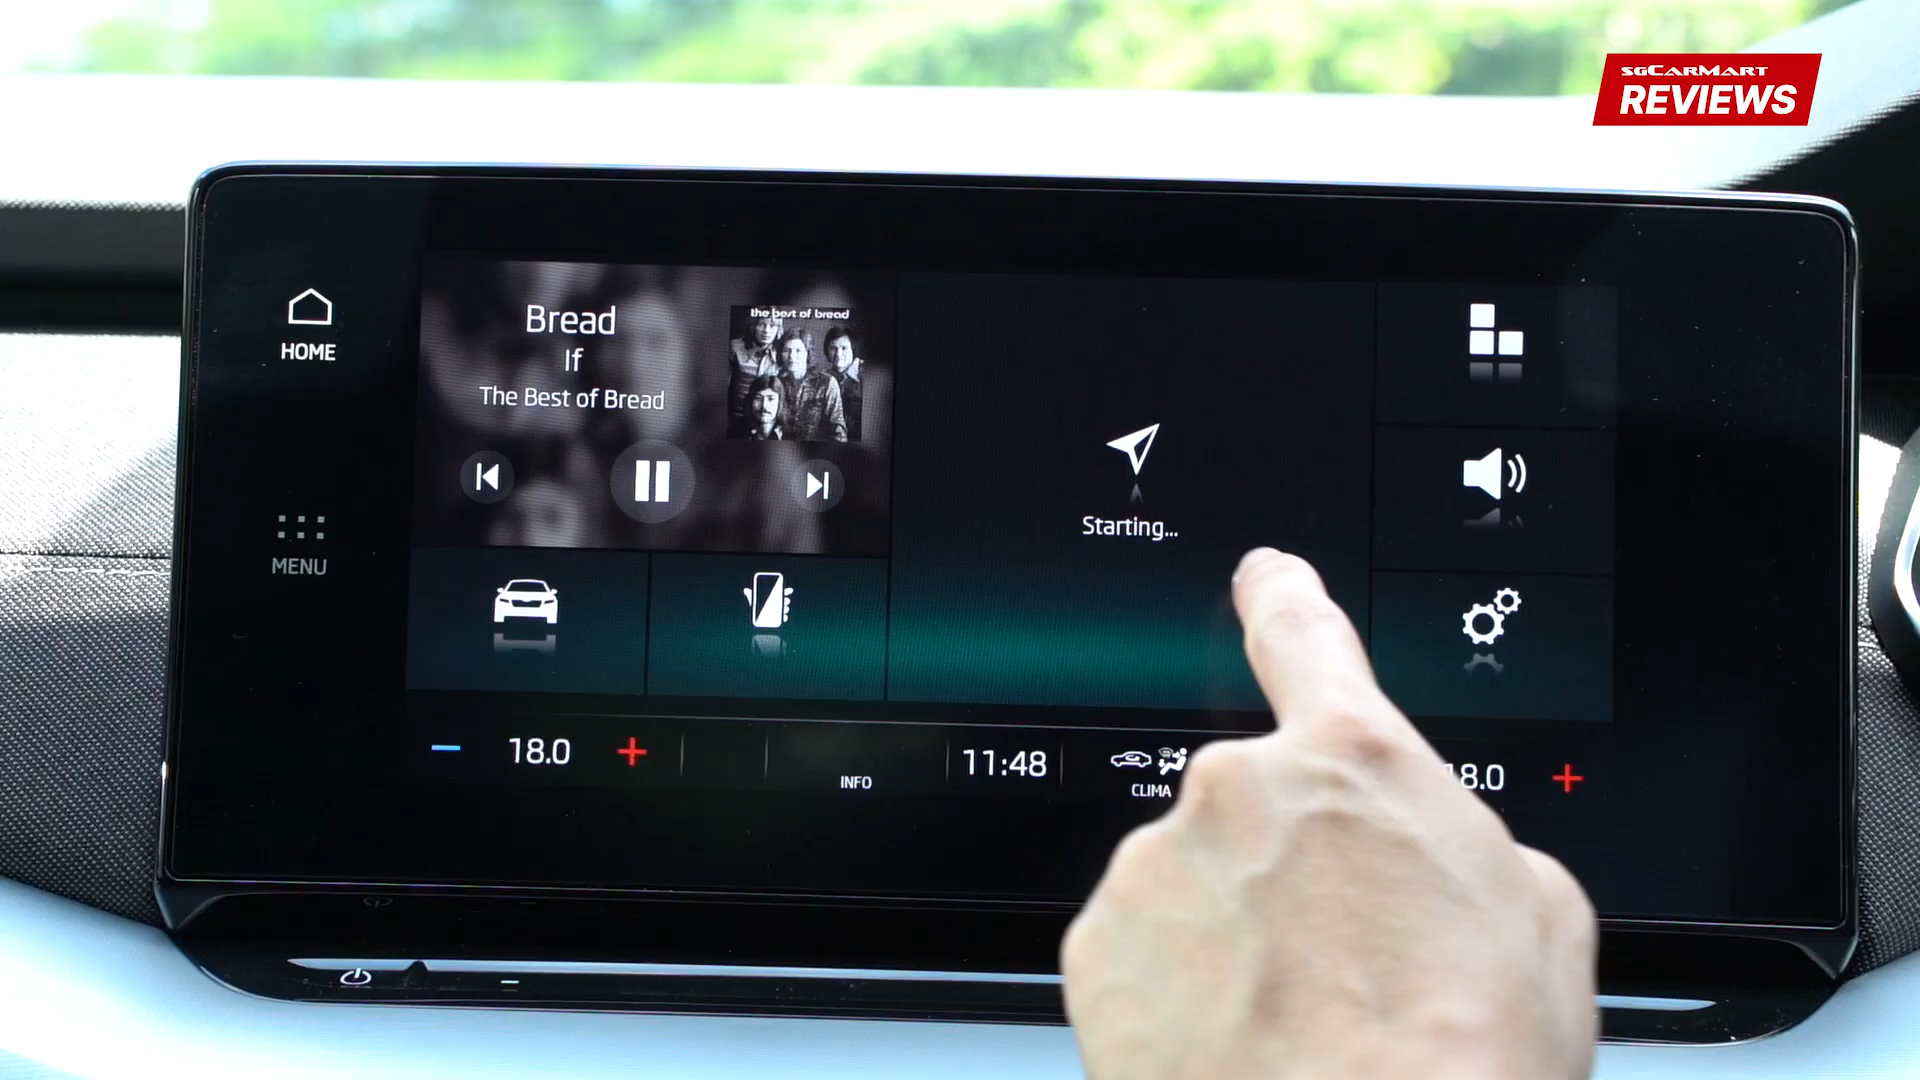 sgCarMart
REVIEWS
HOME
MENU
Bread
If
The Best of Bread
the best of bread
Starting...
18.0
INFO
11:48
CLIMA
18.0